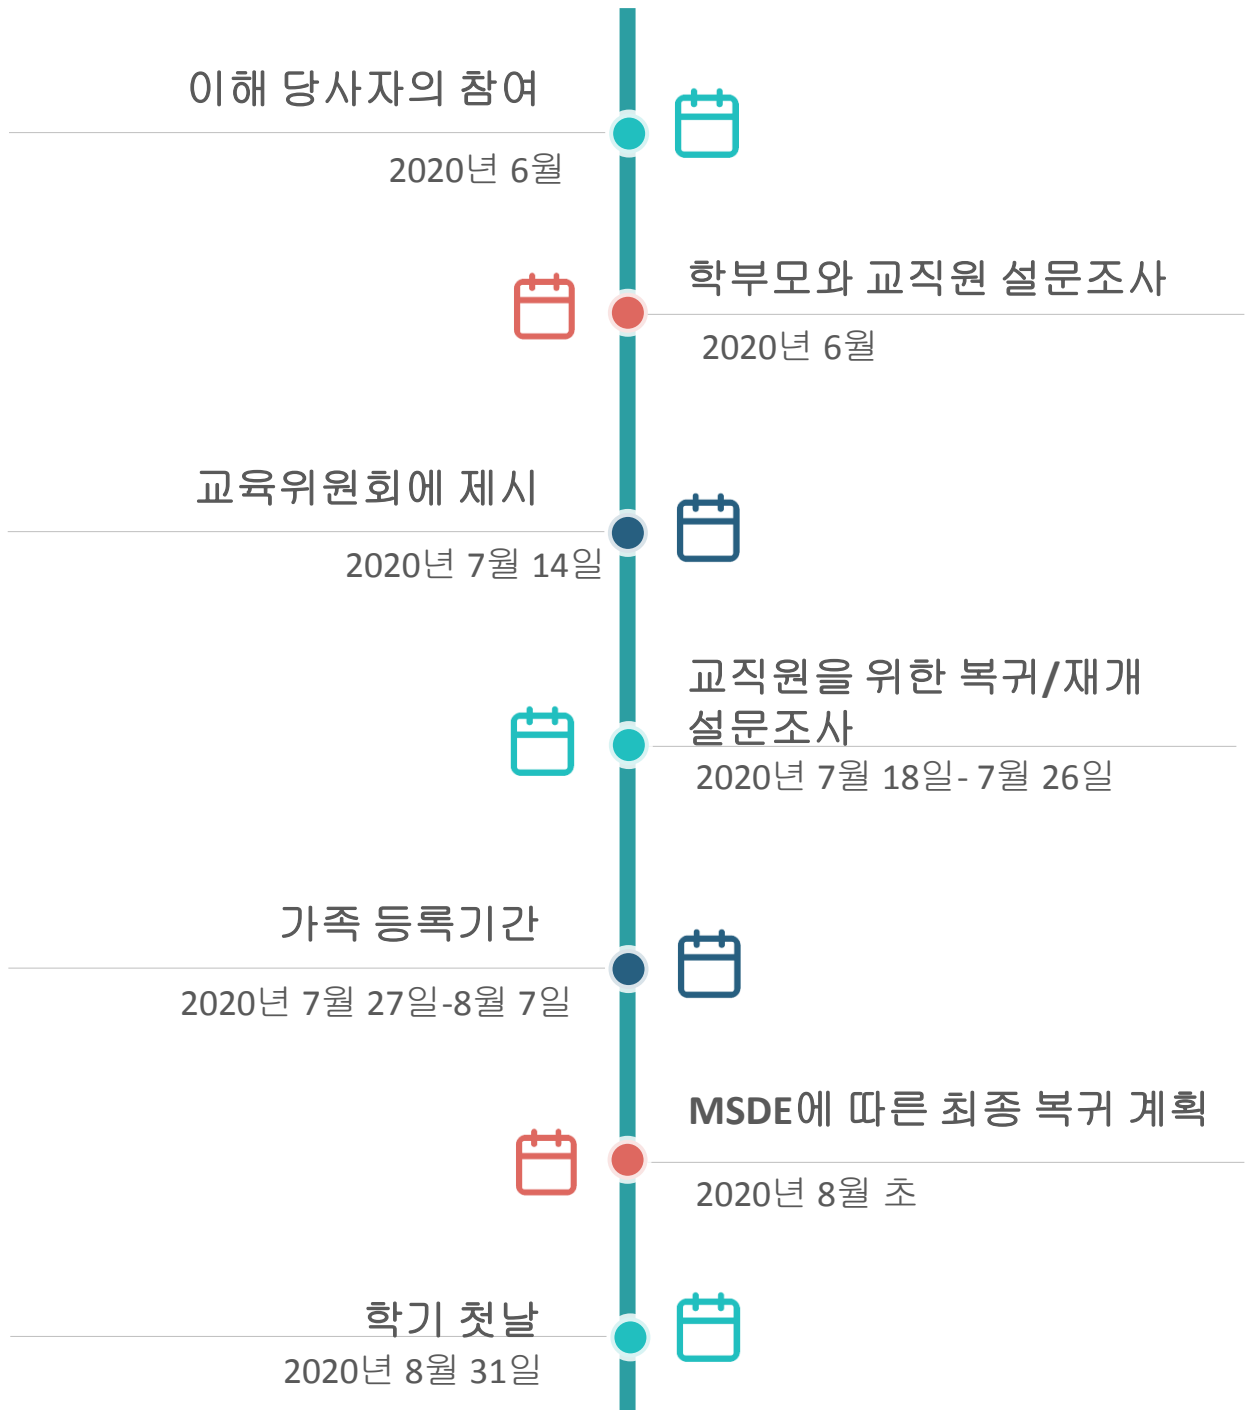 이해 당사자의 참여
2020년 6월
학부모와 교직원 설문조사
2020년 6월
교육위원회에 제시
2020년 7월 14일
교직원을 위한 복귀/재개
설문조사
2020년 7월 18일- 7월 26일
가족 등록기간
2020년 7월 27일-8월 7일
MSDE에 따른 최종 복귀 계획
2020년 8월 초
학기 첫날
2020년 8월 31일